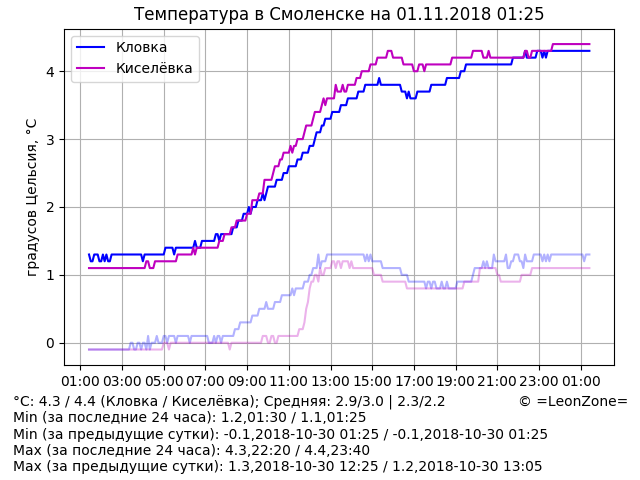 Температура в Смоленске на 01.11.2018 01:25
Кловка
Киселёвка
градусов Цельсия, °C
4
3
2
1
0
01:00 03:00 05:00 07:00 09:00 11:00 13:00 15:00 17:00 19:00 21:00 23:00 01:00
°C: 4.3 / 4.4 (Кловка / Киселёвка); Средняя: 2.9/3.0 | 2.3/2.2 © =LeonZone=
Min (за последние 24 часа): 1.2,01:30 / 1.1,01:25
Min (за предыдущие сутки): -0.1,2018-10-30 01:25 / -0.1,2018-10-30 01:25
Max (за последние 24 часа): 4.3,22:20 / 4.4,23:40
Max (за предыдущие сутки): 1.3,2018-10-30 12:25 / 1.2,2018-10-30 13:05